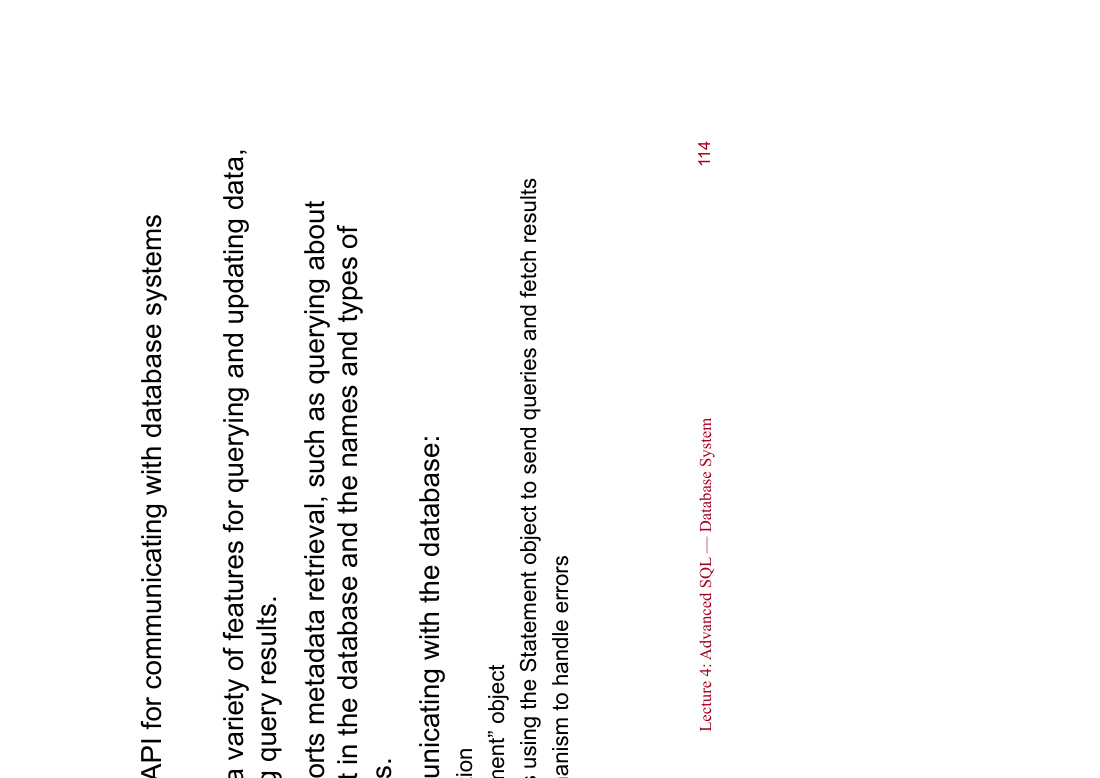 API for communicating with database systems
a variety of features for querying and updating data,
query results.
orts metadata retrieval, such as querying about
t in the database and the names and types of
s.
unicating with the database:
ion
ment” object
s using the Statement object to send queries and fetch results
anism to handle errors
Lecture 4: Advanced SQL — Database System
114